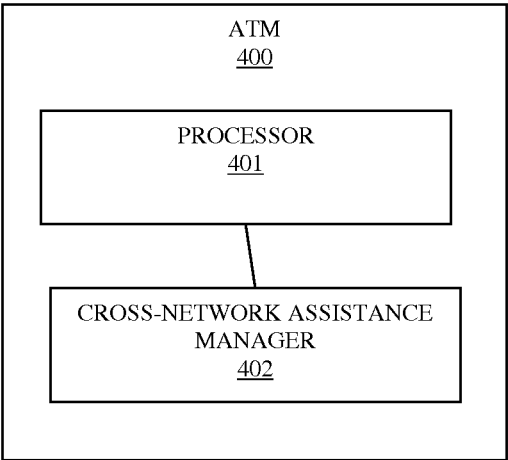 ATM
400
PROCESSOR
401
CROSS-NETWORK ASSISTANCE
MANAGER
402